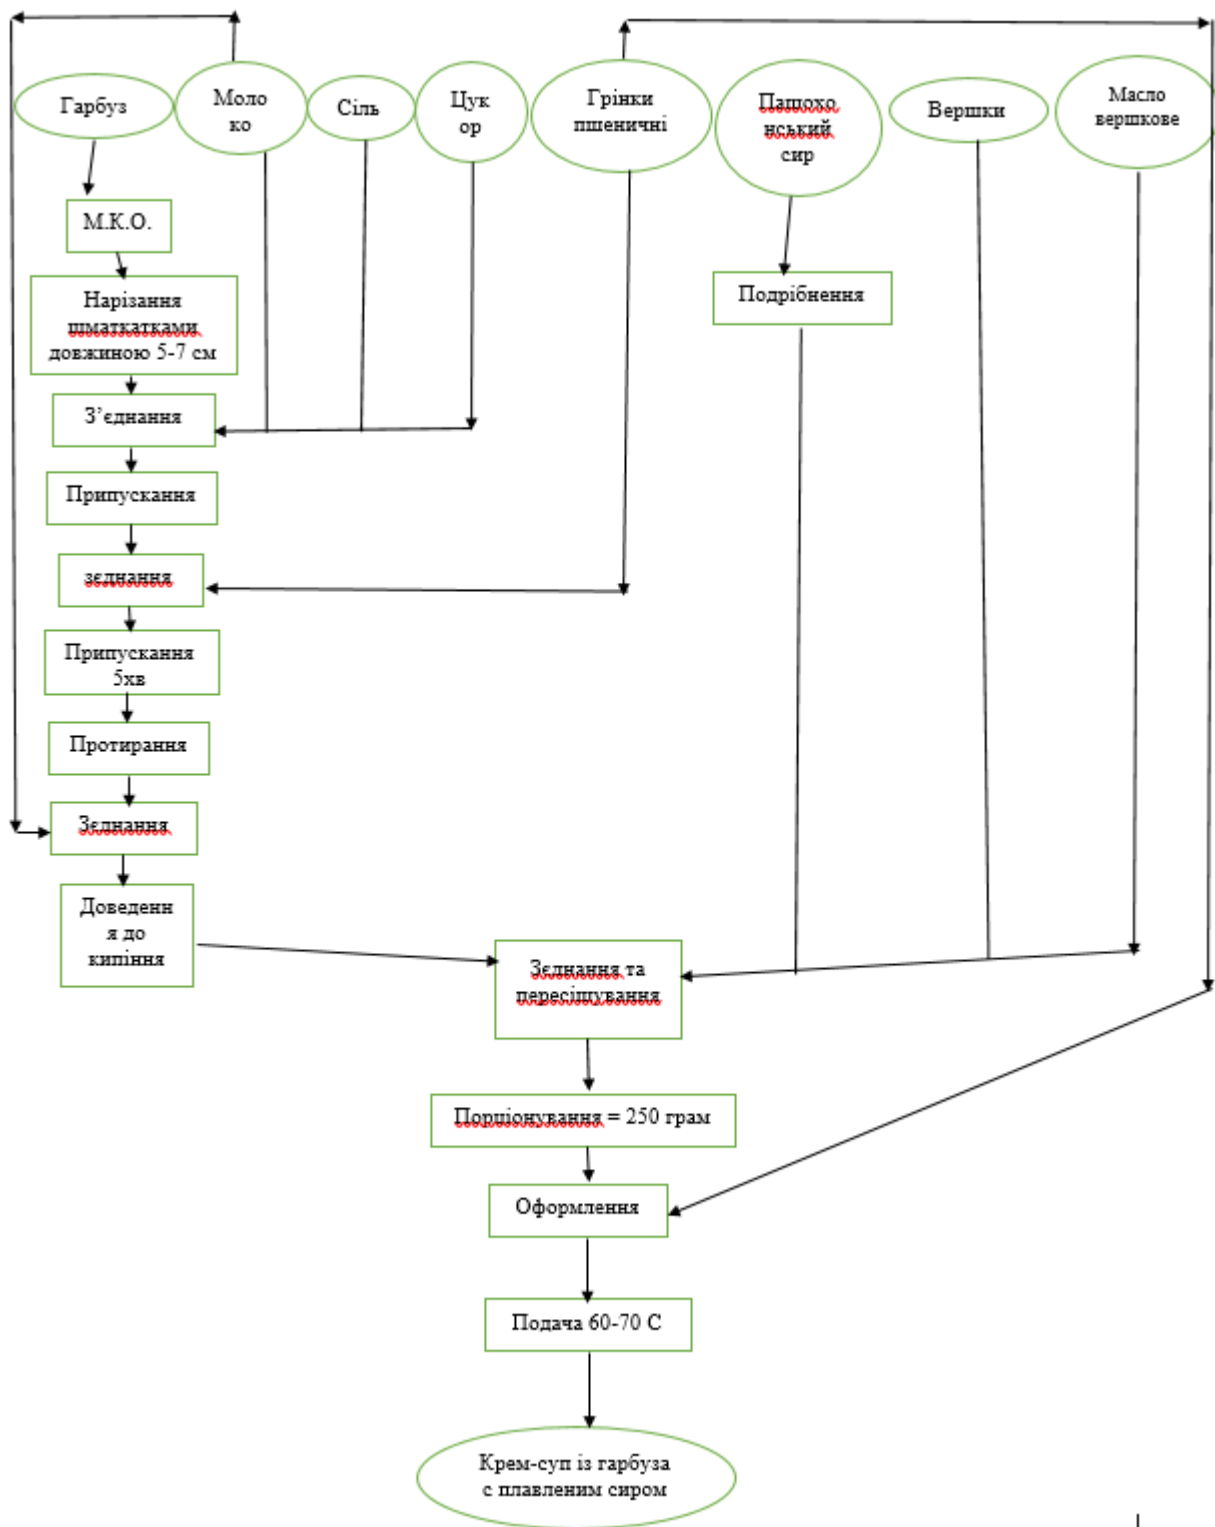 Гарбуз
Моло
ко
Сіль
Цук
ор
Грінки
пшеничні
Пашохо
нський
сир
Вершки
Масло
вершкове
М.К.О.
Нарізання
шматкатками
довжиною 5-7 см
Подрібнення
З’єднання
Припускання
зєднання
Припускання
5хв
Протирання
Зєднання
Доведенн
я до
кипіння
Зєднання та
пересішування
Порціонування = 250 грам
Оформлення
Подача 60-70 С
Крем-суп із гарбуза
с плавленим сиром